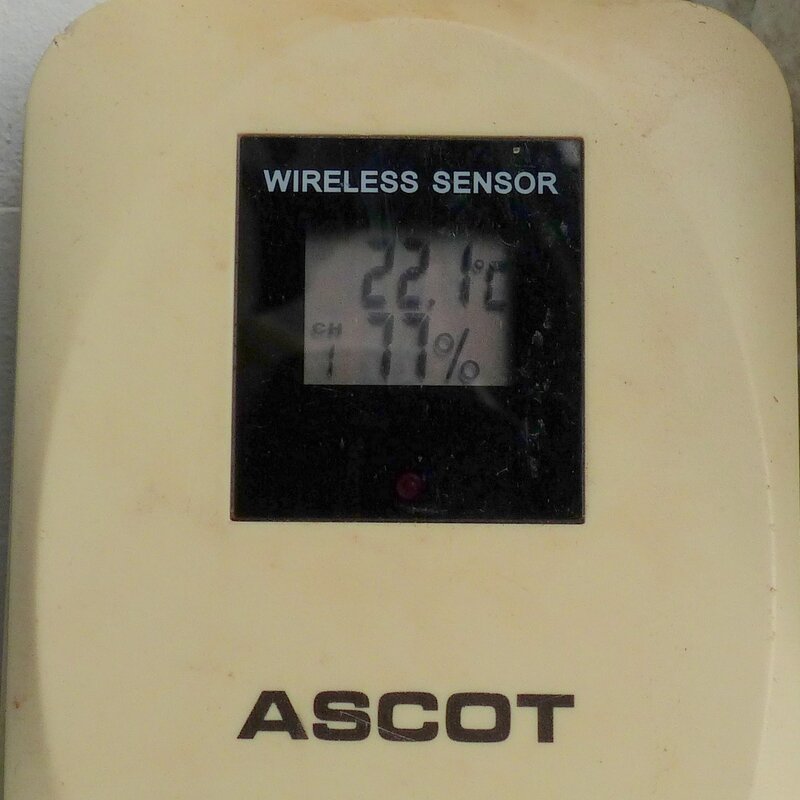 WIRELESS SENSOR
22.1°C
CH
1 77%
ASCOT